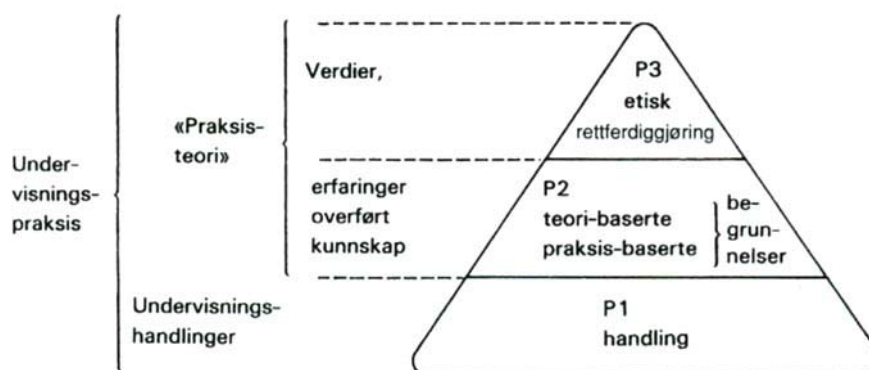 Under-
visnings-
praksis
«Praksis-
teori»
Undervisnings-
handlinger
Verdier,
erfaringer
overført
kunnskap
P3
etisk
rettferdiggjøring
P2
teori-baserte
praksis-baserte
be-
grun-
nelser
P1
handling